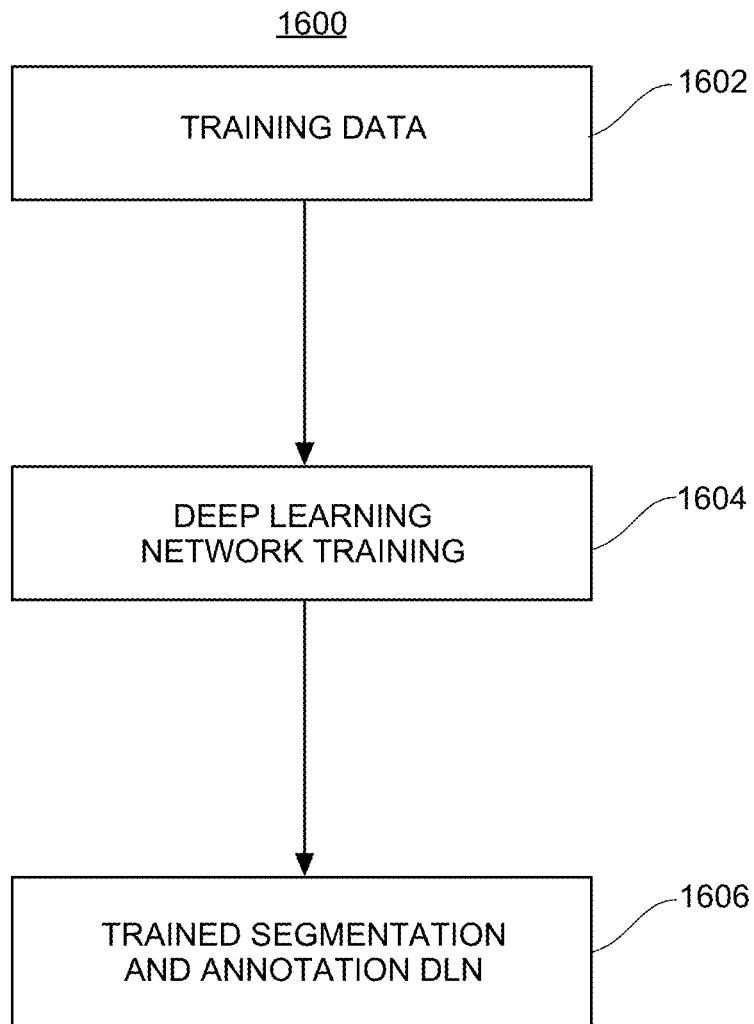 1600
TRAINING DATA
1602
DEEP LEARNING
NETWORK TRAINING
1604
TRAINED SEGMENTATION
AND ANNOTATION DLN
1606